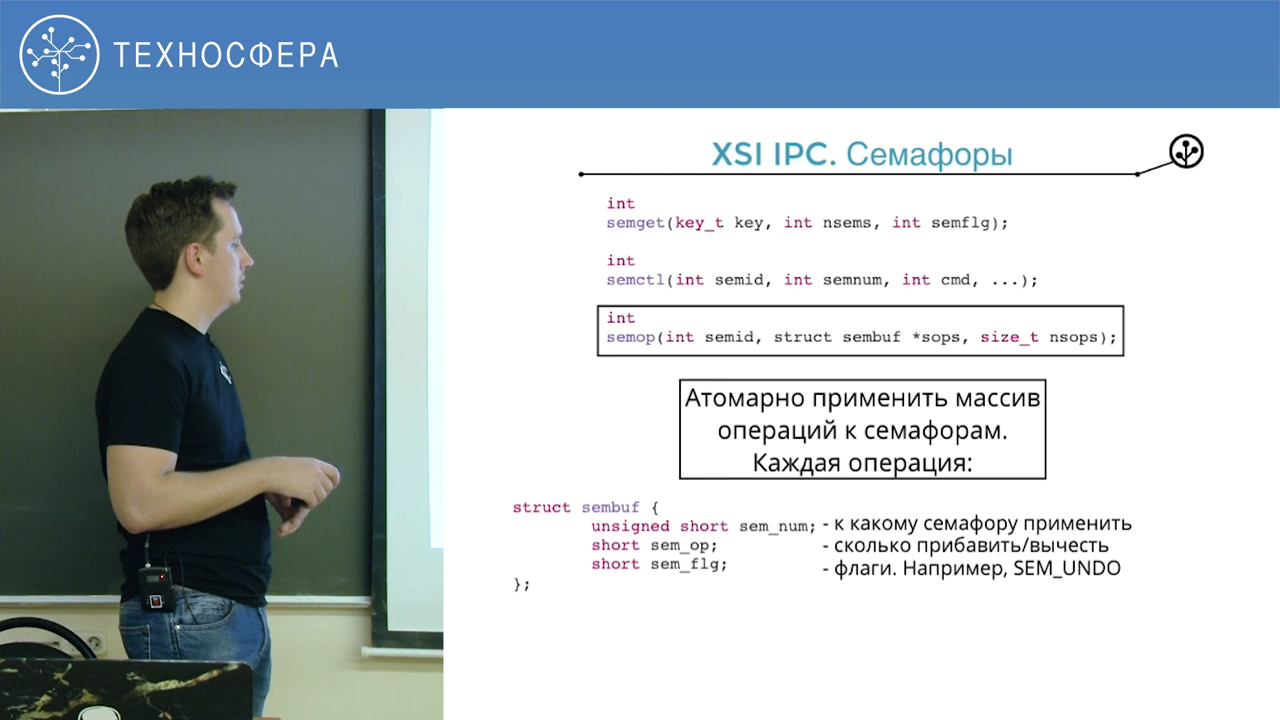 ТЕХНОСФЕРА
XSI IPC. Семафоры
int
semget(key_t key, int nsems, int semflg);
int
semctl(int semid, int semnum, int cmd, ...);
int
semop(int semid, struct sembuf *sops, size_t nsops);
Атомарно применить массив
операций к семафорам.
Каждая операция:
struct sembuf {
unsigned short sem_num; - к какому семафору применить
short sem_op; - сколько прибавить/вычесть
short sem_flg; - флаги. Например, SEM_UNDO
};